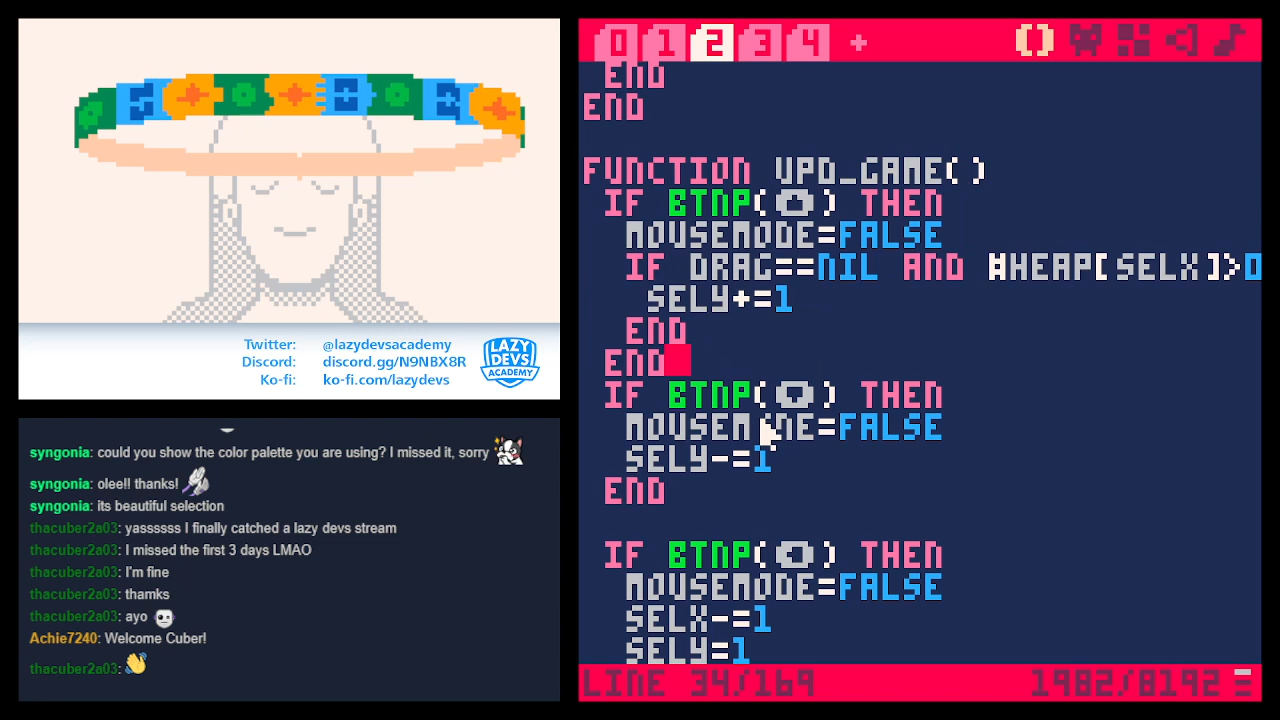 Twitter: @lazydevsacademy
Discord: discord.gg/N9NBX8R
Ko-fi: ko-fi.com/lazydevs
LAZY
DEVS
ACADEMY
syngonia: could you show the color palette you are using? I missed it, sorry
syngonia: olee!! thanks!
syngonia: its beautiful selection
thacuber2a03: yassssss I finally catched a lazy devs stream
thacuber2a03: I missed the first 3 days LMAO
thacuber2a03: I'm fine
thacuber2a03: thamks
thacuber2a03: ayo
Achie7240: Welcome Cuber!
thacuber2a03:
0 1 2 3 4 +
END
END
FUNCTION UPD_GAME()
IF BTNP(⬆️) THEN
MOUSEMODE=FALSE
IF DRAG==NIL AND #HEAP[SELX]>0
SELY+=1
END
END
IF BTNP(⬇️) THEN
MOUSEMODE=FALSE
SELY-=1
END
IF BTNP(⬅️) THEN
MOUSEMODE=FALSE
SELX-=1
SELY=1
LINE 34/169 1982/8192